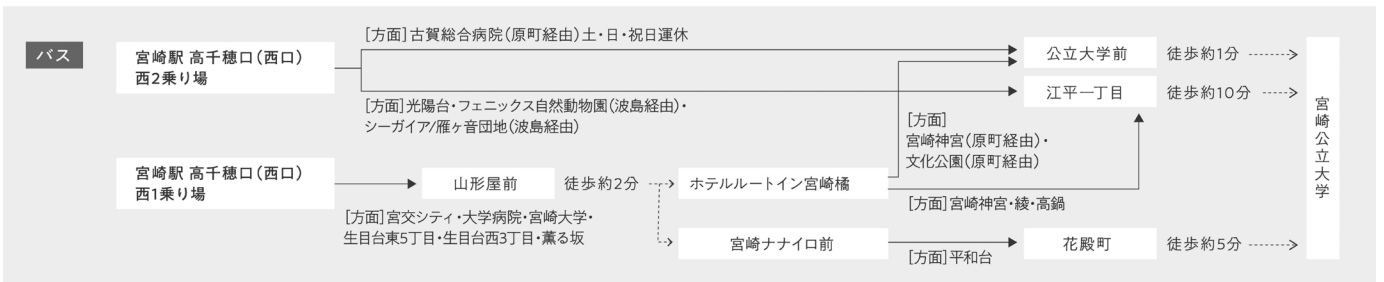 バス
宮崎駅 高千穂口(西口)
西2乗り場
[方面]古賀総合病院(原町経由)土・日・祝日運休
[方面]光陽台・フェニックス自然動物園(波島経由)・
シーガイア/雁ヶ音団地(波島経由)
公立大学前
徒歩約1分
江平一丁目
徒歩約10分
宮崎駅 高千穂口(西口)
西1乗り場
山形屋前
徒歩約2分
[方面]宮交シティ・大学病院・宮崎大学・
生目台東5丁目・生目台西3丁目・薫る坂
ホテルルートイン宮崎橘
[方面]
宮崎神宮(原町経由)・
文化公園(原町経由)
[方面]宮崎神宮・綾・高鍋
宮崎ナナイロ前
[方面]平和台
花殿町
徒歩約5分
宮崎公立大学